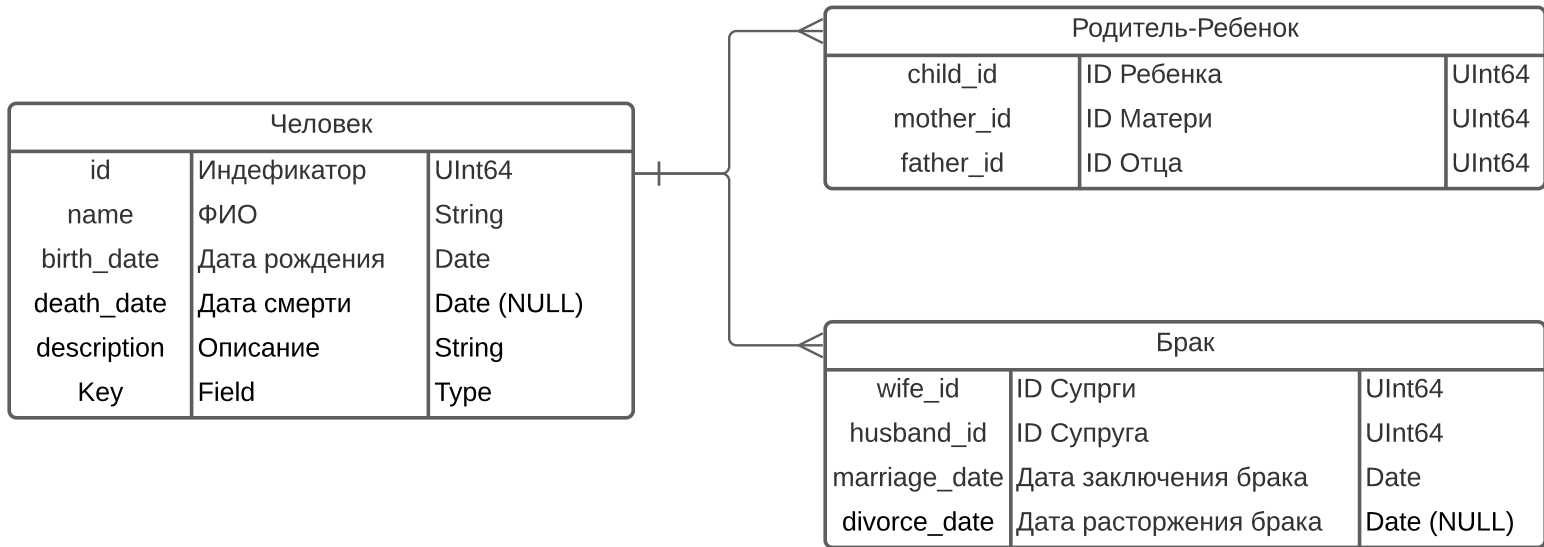 Родитель-Ребенок
child_id ID Ребенка UInt64
mother_id ID Матери UInt64
father_id ID Отца UInt64
Человек
id Индефикатор UInt64
name ФИО String
birth_date Дата рождения Date
death_date Дата смерти Date (NULL)
description Описание String
Key Field Type
Брак
wife_id ID Супрги UInt64
husband_id ID Супруга UInt64
marriage_date Дата заключения брака Date
divorce_date Дата расторжения брака Date (NULL)